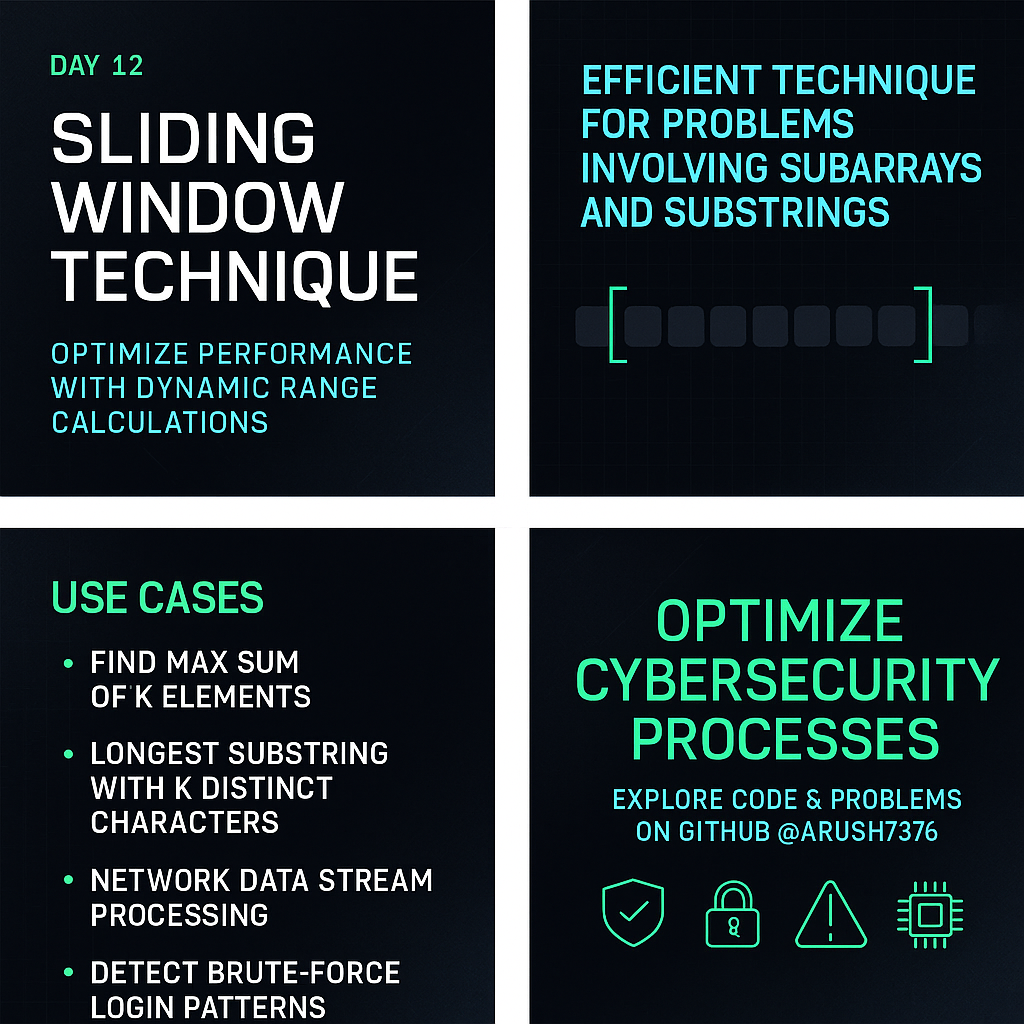 DAY 12
SLIDING
WINDOW
TECHNIQUE
OPTIMIZE PERFORMANCE
WITH DYNAMIC RANGE
CALCULATIONS
EFFICIENT TECHNIQUE
FOR PROBLEMS
INVOLVING SUBARRAYS
AND SUBSTRINGS
USE CASES
• FIND MAX SUM
OF K ELEMENTS
• LONGEST SUBSTRING
WITH K DISTINCT
CHARACTERS
• NETWORK DATA STREAM
PROCESSING
• DETECT BRUTE-FORCE
LOGIN PATTERNS
OPTIMIZE
CYBERSECURITY
PROCESSES
EXPLORE CODE & PROBLEMS
ON GITHUB @ARUSH7376